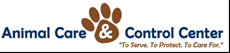 Animal Care & Control Center
"To Serve. To Protect. To Care For."